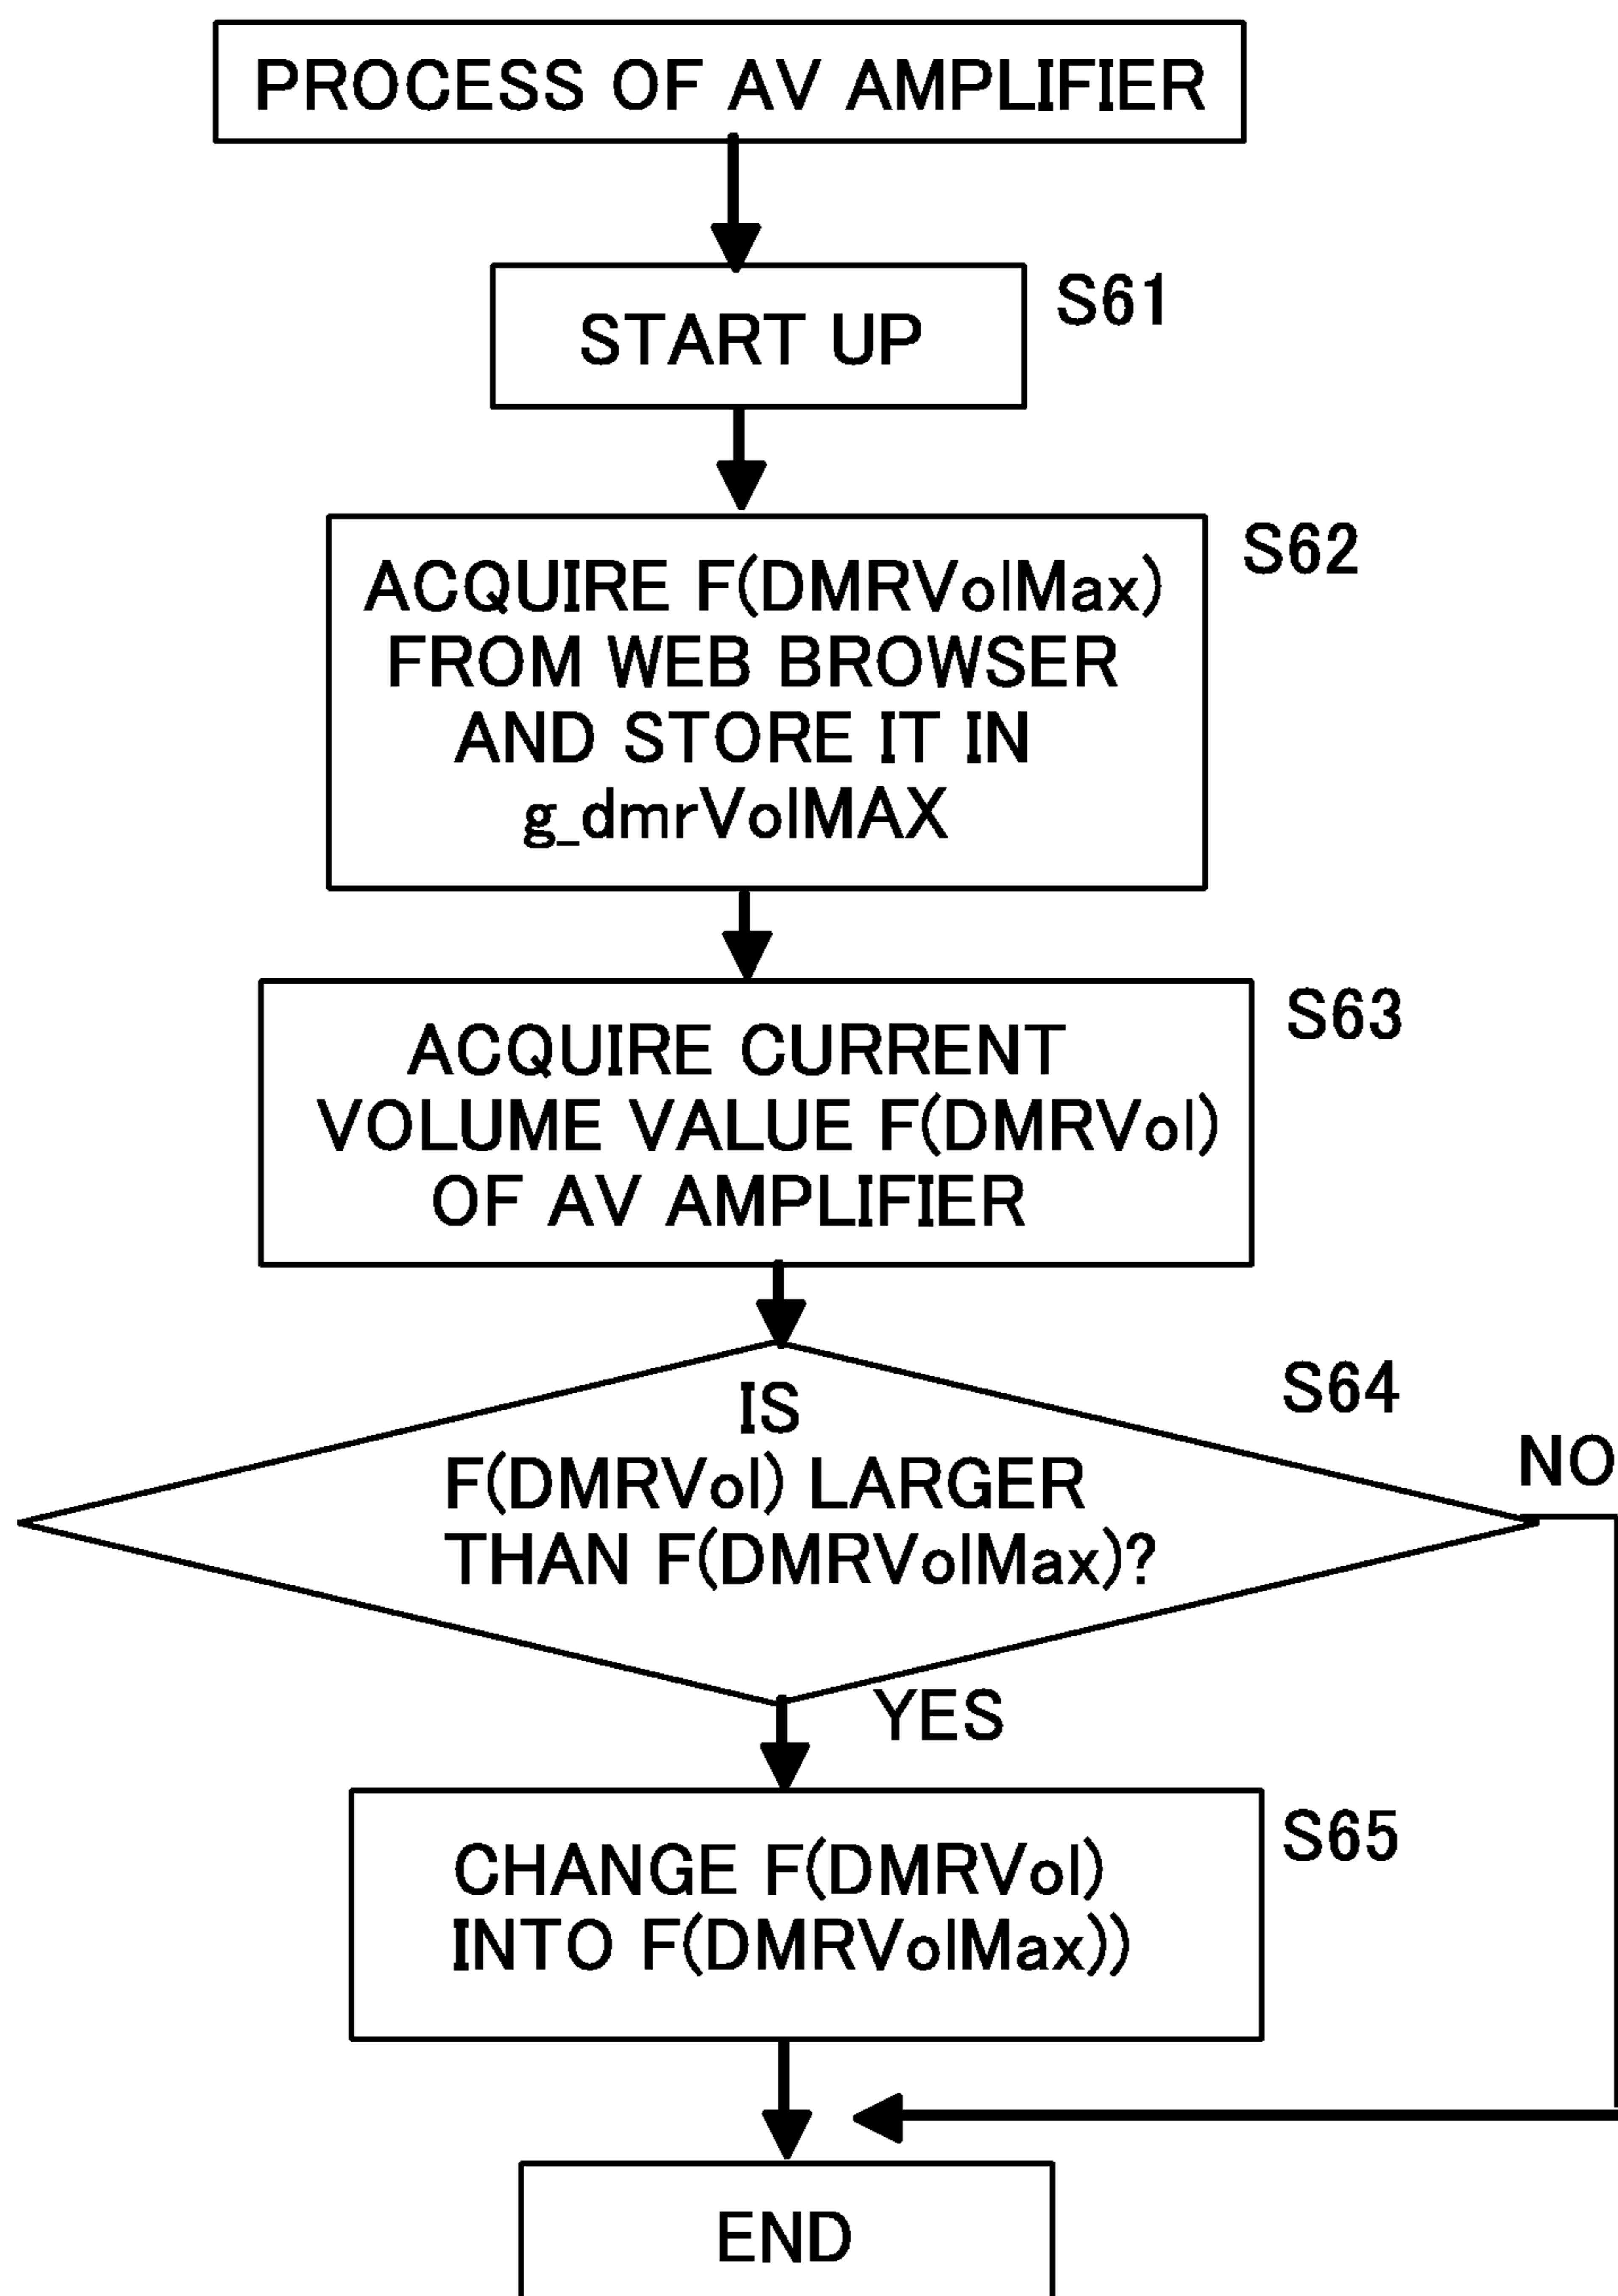 PROCESS OF AV AMPLIFIER
START UP
S61
ACQUIRE F(DMRVolMax)
FROM WEB BROWSER
AND STORE IT IN
g_dmrVolMAX
S62
ACQUIRE CURRENT
VOLUME VALUE F(DMRVol)
OF AV AMPLIFIER
S63
IS
F(DMRVol) LARGER
THAN F(DMRVolMax)?
S64
NO
YES
CHANGE F(DMRVol)
INTO F(DMRVolMax))
S65
END